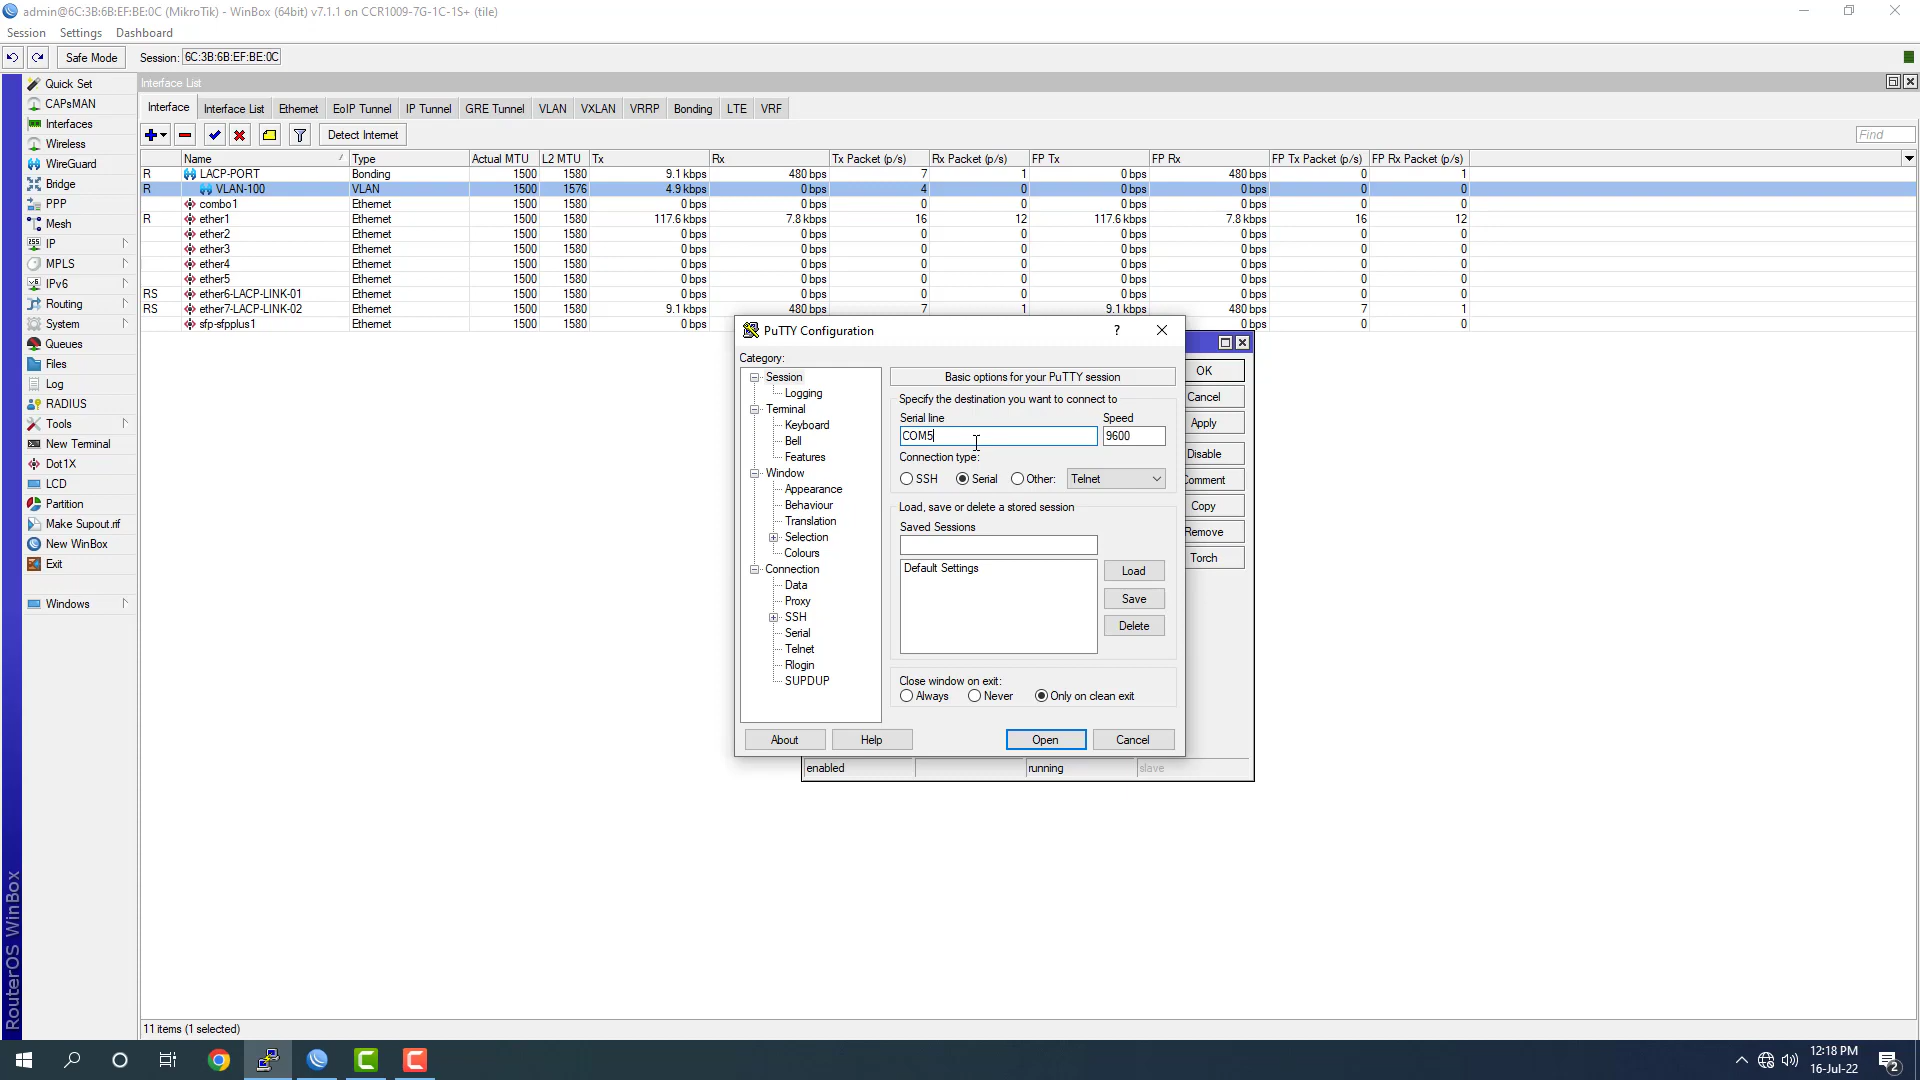 admin@6C:3B:6B:EF:BE:0C (MikroTik) - WinBox (64bit) v7.1.1 on CCR1009-7G-1C-1S+ (tile)
Session Settings Dashboard
Safe Mode Session: 6C:3B:6B:EF:BE:0C
Interface List
Interface Interface List Ethernet EoIP Tunnel IP Tunnel GRE Tunnel VLAN VXLAN VRRP Bonding LTE VRF
Detect Internet Find
Name Type Actual MTU L2 MTU Tx Rx Tx Packet (p/s) Rx Packet (p/s) FP Tx FP Rx FP Tx Packet (p/s) FP Rx Packet (p/s)
R LACP-PORT Bonding 1500 1580 9.1 kbps 480 bps 7 1 0 bps 480 bps 0 1
R VLAN-100 VLAN 1500 1576 4.9 kbps 0 bps 4 0 0 bps 0 bps 0 0
combo1 Ethernet 1500 1580 0 bps 0 bps 0 0 0 bps 0 bps 0 0
R ether1 Ethernet 1500 1580 117.6 kbps 7.8 kbps 16 12 117.6 kbps 7.8 kbps 16 12
ether2 Ethernet 1500 1580 0 bps 0 bps 0 0 0 bps 0 bps 0 0
ether3 Ethernet 1500 1580 0 bps 0 bps 0 0 0 bps 0 bps 0 0
ether4 Ethernet 1500 1580 0 bps 0 bps 0 0 0 bps 0 bps 0 0
ether5 Ethernet 1500 1580 0 bps 0 bps 0 0 0 bps 0 bps 0 0
RS ether6-LACP-LINK-01 Ethernet 1500 1580 0 bps 0 bps 0 0 0 bps 0 bps 0 0
RS ether7-LACP-LINK-02 Ethernet 1500 1580 9.1 kbps 480 bps 7 1 9.1 kbps 480 bps 7 1
sfp-sfpplus1 Ethernet 1500 1580 0 bps 0 bps 0 0
Quick Set
CAPsMAN
Interfaces
Wireless
WireGuard
Bridge
PPP
Mesh
IP
MPLS
IPv6
Routing
System
Queues
Files
Log
RADIUS
Tools
New Terminal
Dot1X
LCD
Partition
Make Supout.rif
New WinBox
Exit
Windows
RouterOS WinBox
PuTTY Configuration ?
Category:
Session
Logging
Terminal
Keyboard
Bell
Features
Window
Appearance
Behaviour
Translation
Selection
Colours
Connection
Data
Proxy
SSH
Serial
Telnet
Rlogin
SUPDUP
Basic options for your PuTTY session
Specify the destination you want to connect to
Serial line Speed
COM5 9600
Connection type:
SSH Serial Other: Telnet
Load, save or delete a stored session
Saved Sessions
Default Settings
Load
Save
Delete
Close window on exit:
Always Never Only on clean exit
About Help Open Cancel
OK
Cancel
Apply
Disable
Comment
Copy
Remove
Torch
enabled running slave
11 items (1 selected)
12:18 PM
16-Jul-22
2